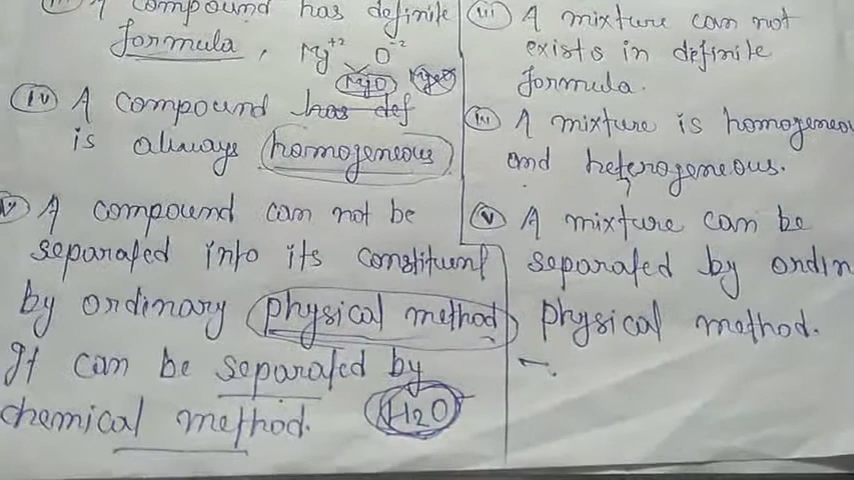 A compound has definite
formula, Mg+2 O-2
MgO
(iv) A compound has def
is always homogeneous
(v) A compound can not be
separated into its constituent
by ordinary physical method
It can be separated by
chemical method. H2O
(iii) A mixture can not
exists in definite
formula.
(iii) A mixture is homogeneou
and heterogeneous.
(v) A mixture can be
separated by ordin
physical method.